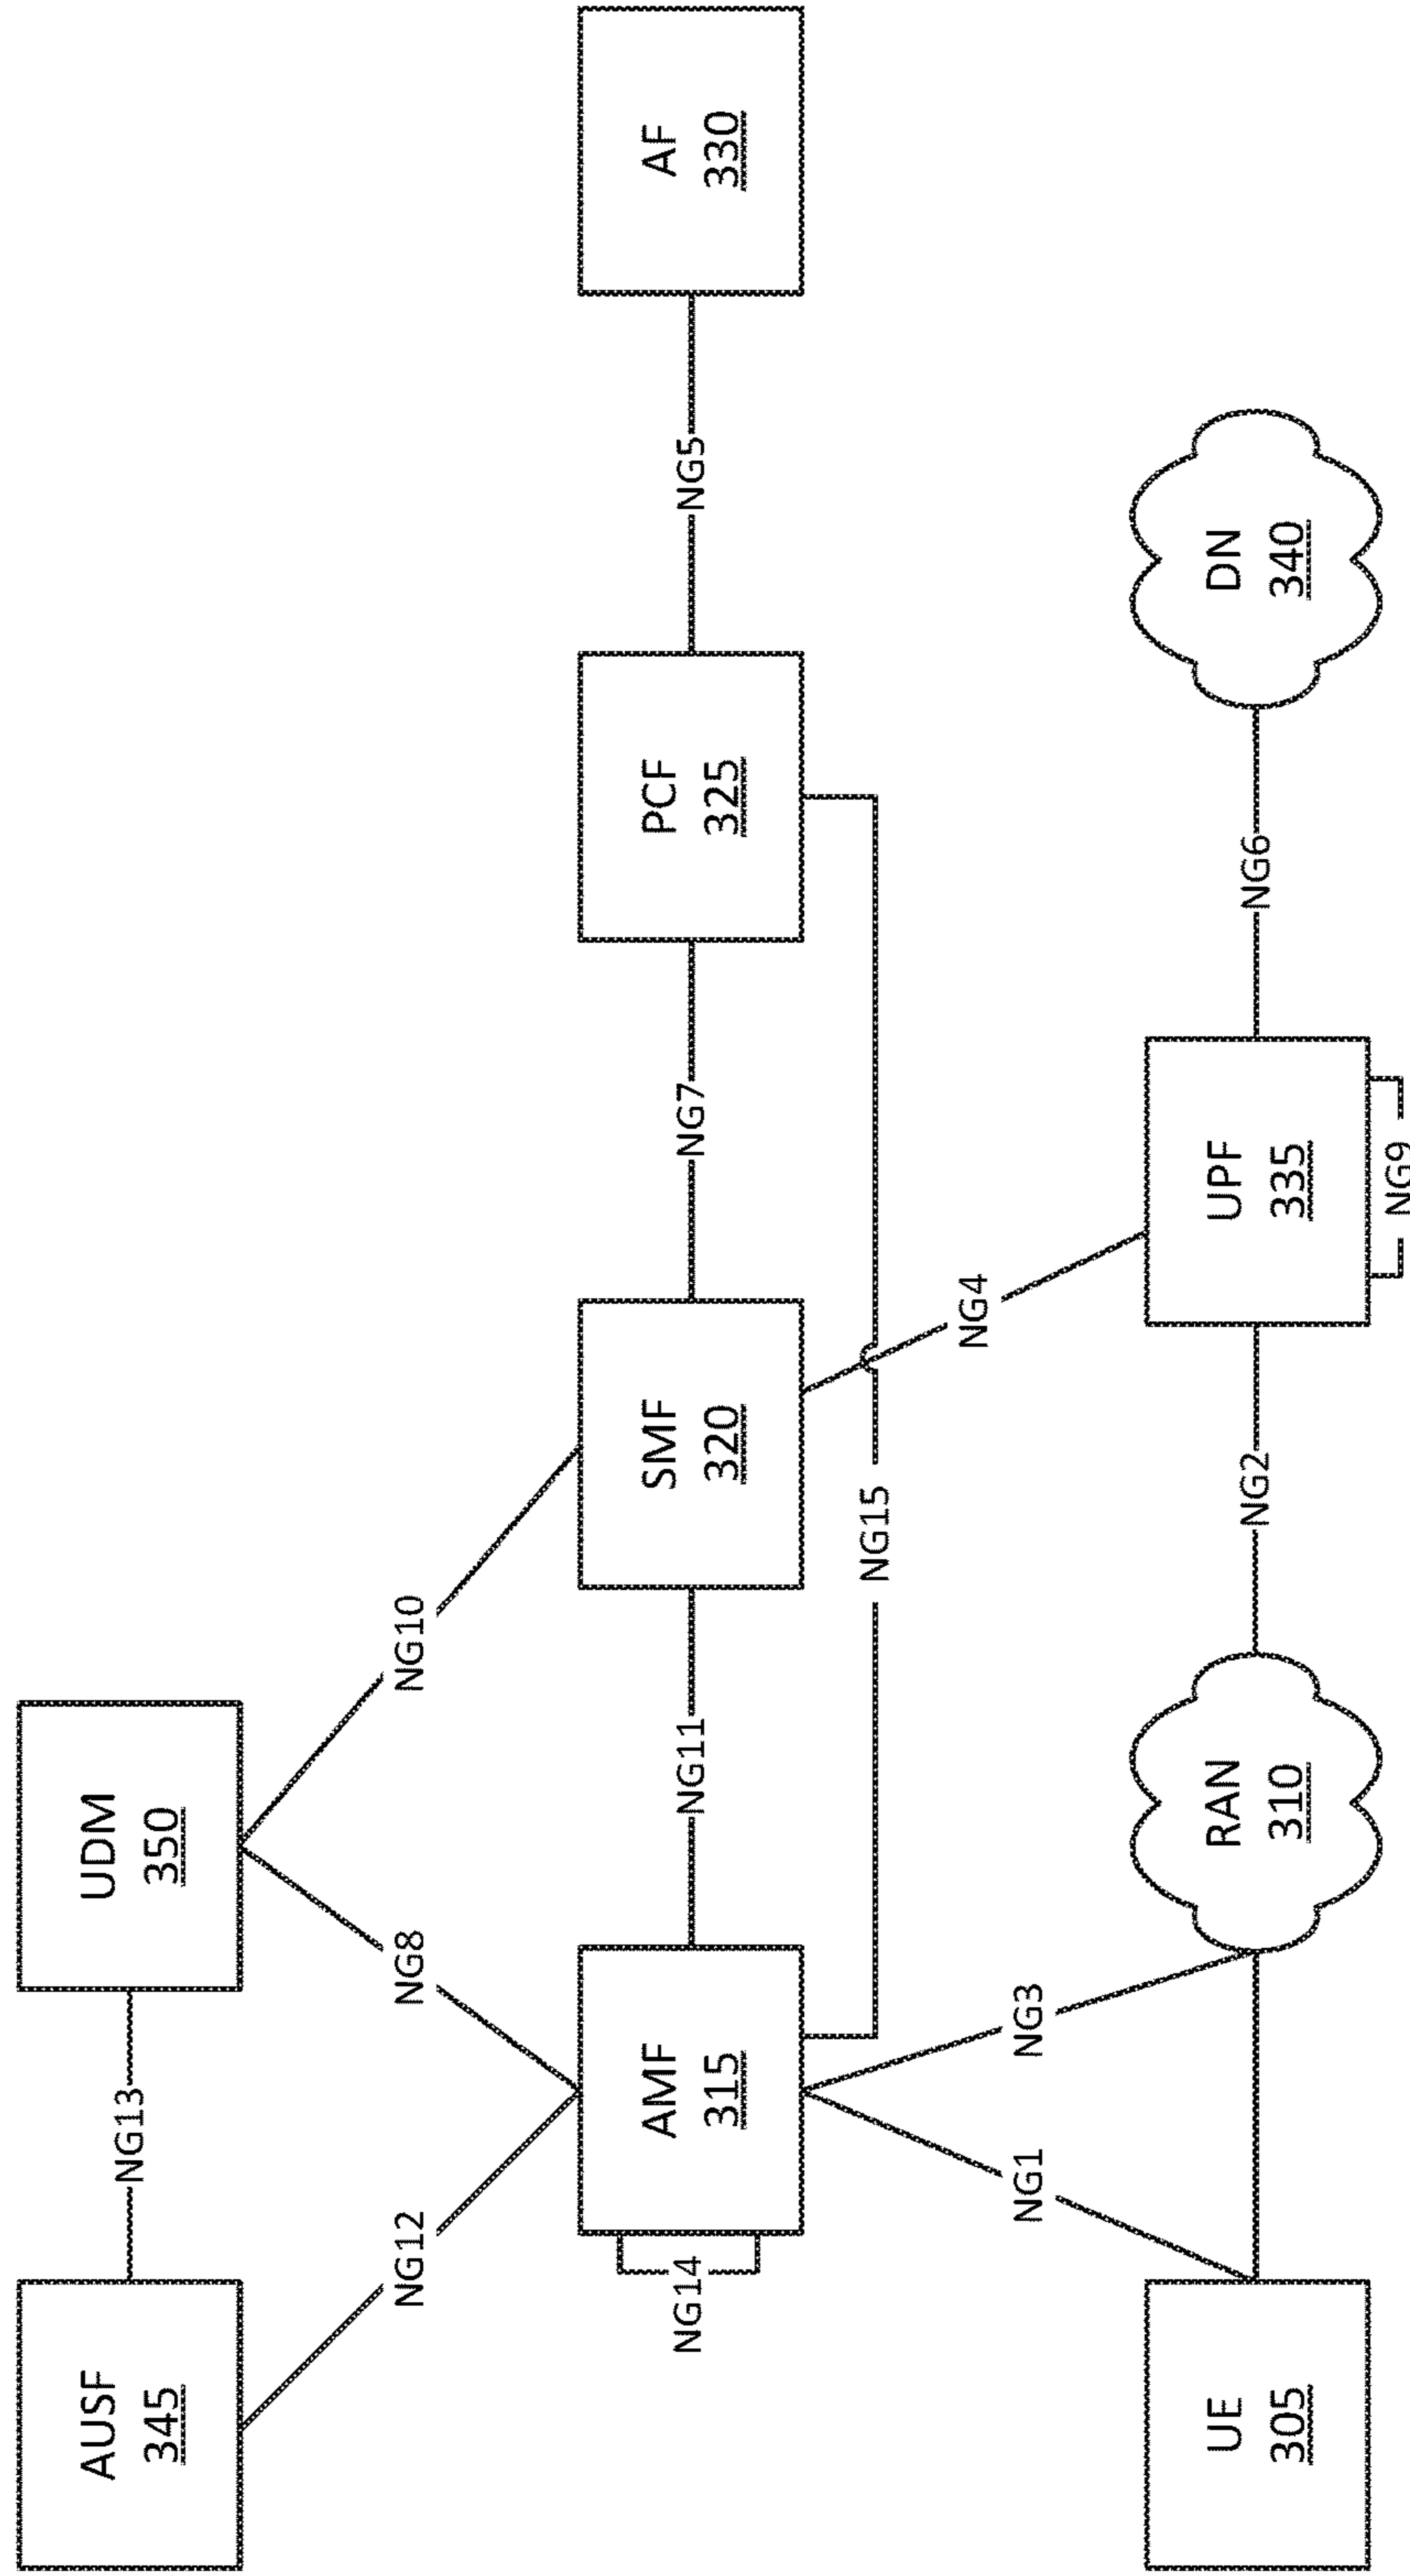 AUSF
345
NG13
UDM
350
NG12
NG8
NG10
NG14
AMF
315
NG11
SMF
320
NG7
PCF
325
NG5
AF
330
NG15
NG1
NG3
NG4
UE
305
RAN
310
NG2
UPF
335
NG6
DN
340
NG9